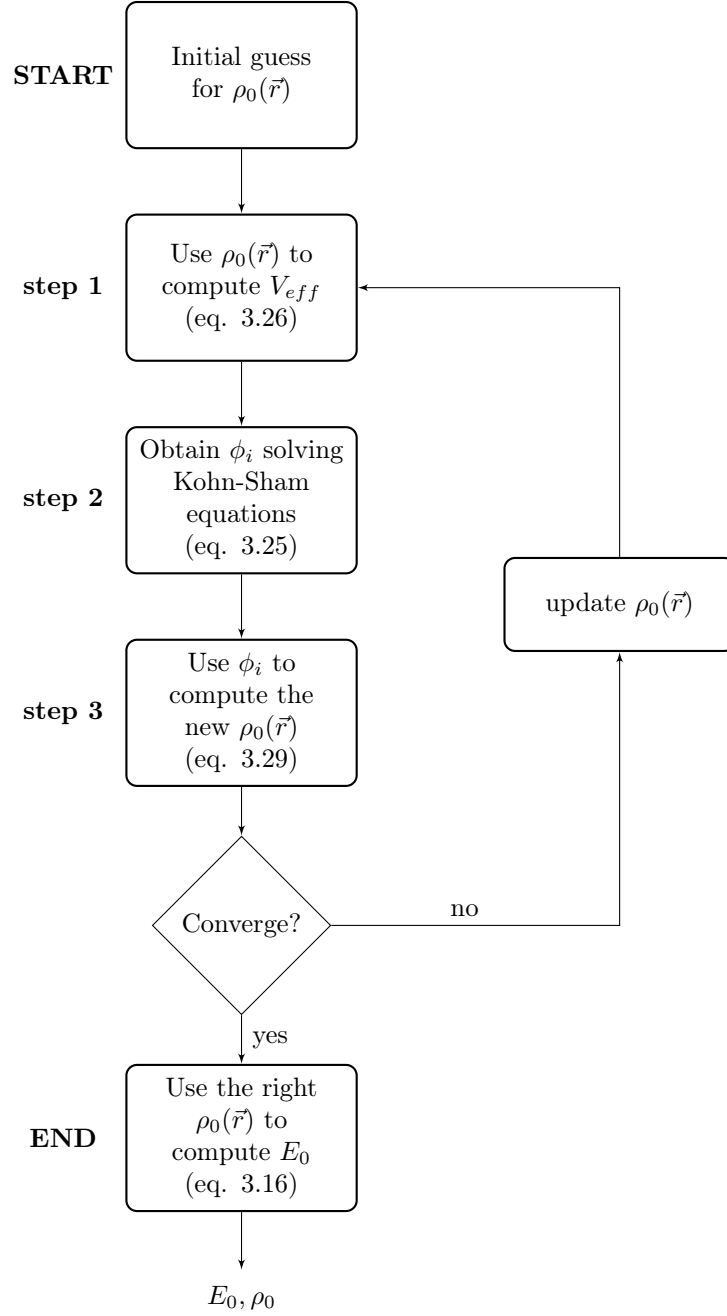 START
Initial guess
for ρ₀(r⃗)
step 1
Use ρ₀(r⃗) to
compute V_eff
(eq. 3.26)
step 2
Obtain ϕᵢ solving
Kohn-Sham
equations
(eq. 3.25)
update ρ₀(r⃗)
step 3
Use ϕᵢ to
compute the
new ρ₀(r⃗)
(eq. 3.29)
Converge?
no
yes
END
Use the right
ρ₀(r⃗) to
compute E₀
(eq. 3.16)
E₀, ρ₀